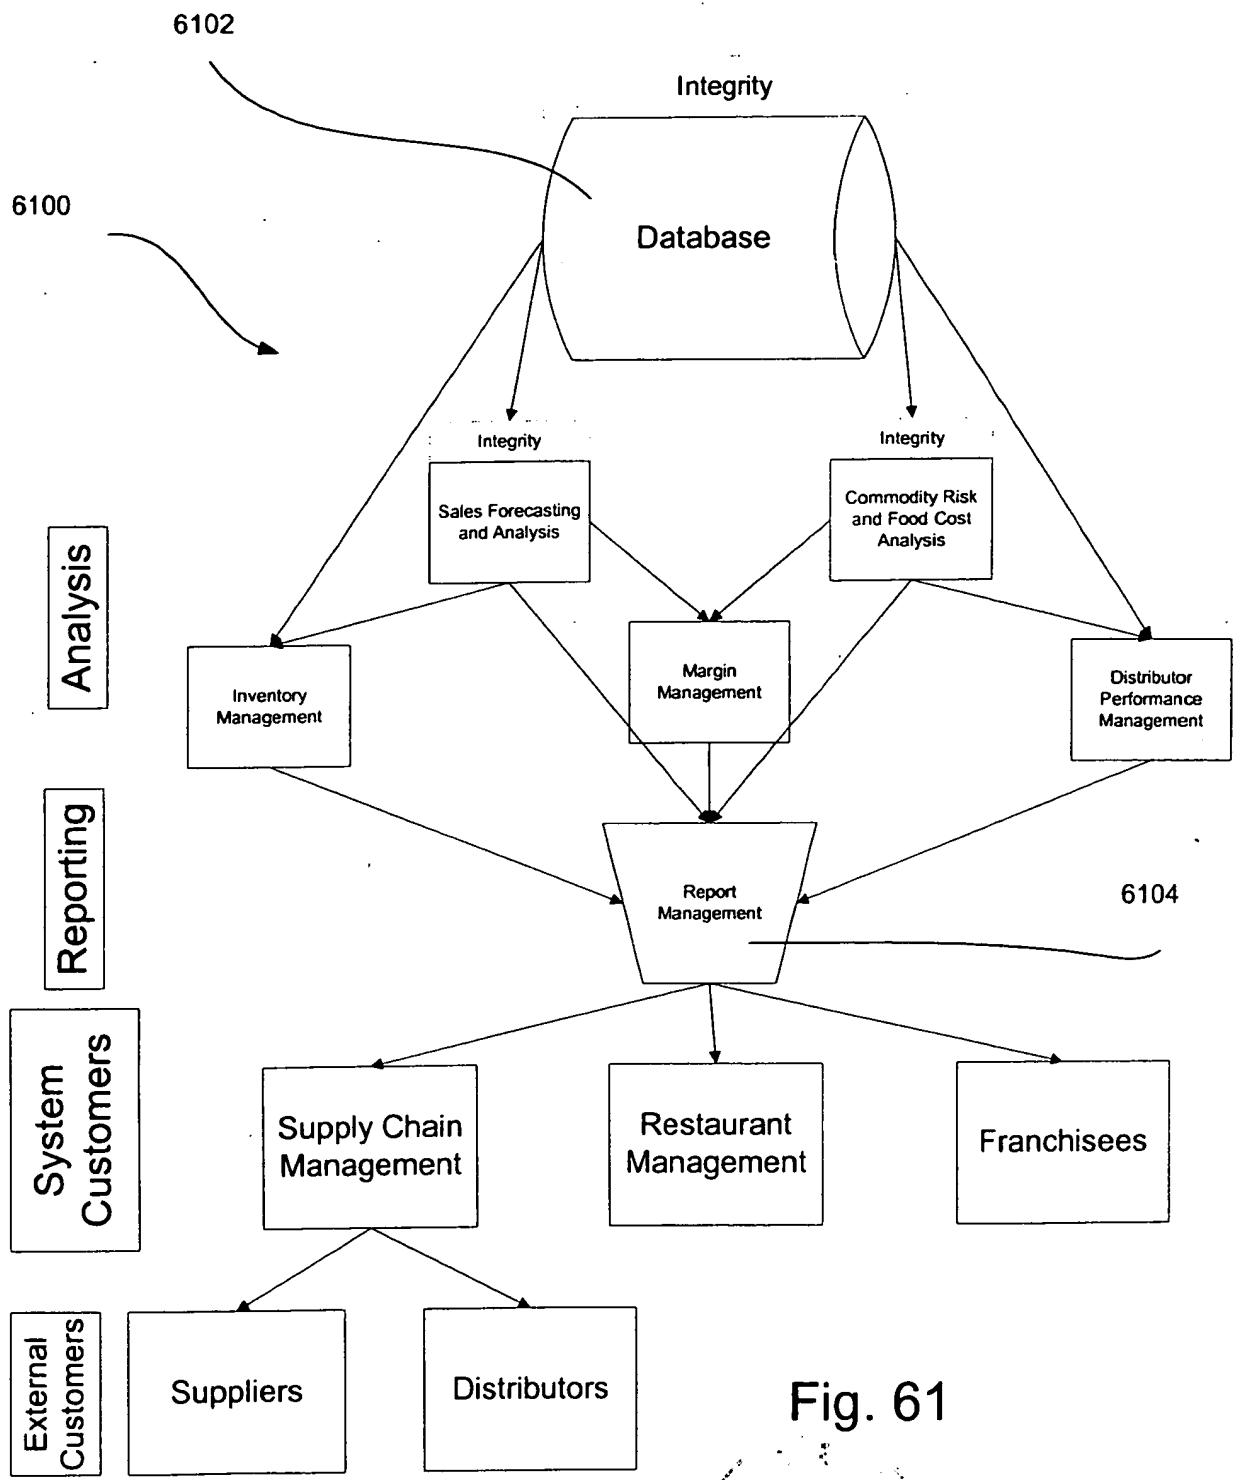 6102
Integrity
6100
Database
Integrity
Integrity
Sales Forecasting
and Analysis
Commodity Risk
and Food Cost
Analysis
Analysis
Inventory
Management
Margin
Management
Distributor
Performance
Management
Reporting
Report
Management
6104
System
Customers
Supply Chain
Management
Restaurant
Management
Franchisees
External
Customers
Suppliers
Distributors
Fig. 61